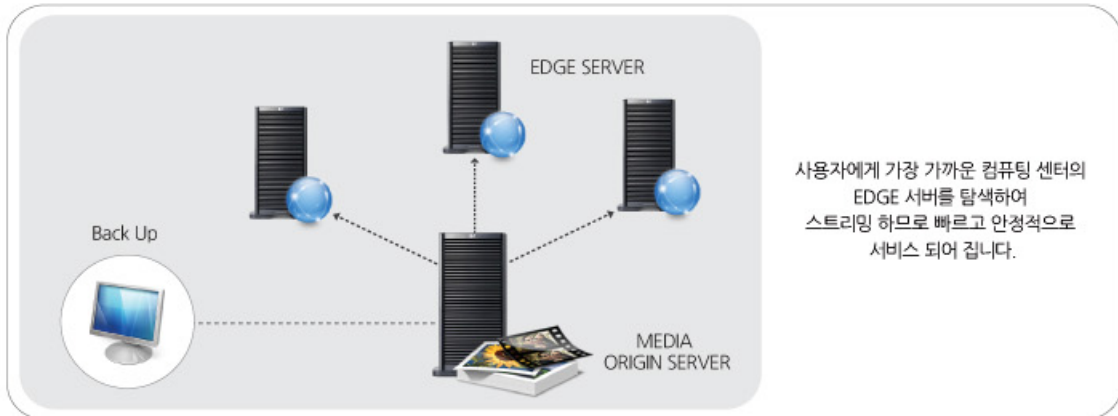 EDGE SERVER
Back Up
MEDIA
ORIGIN SERVER
사용자에게 가장 가까운 컴퓨팅 센터의
EDGE 서버를 탐색하여
스트리밍 하므로 빠르고 안정적으로
서비스 되어 집니다.